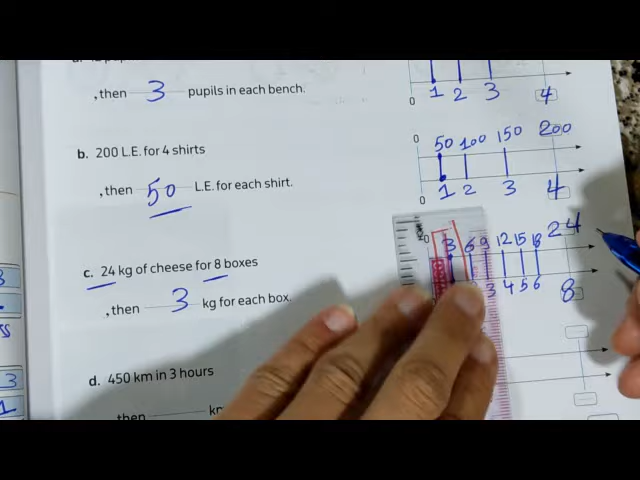 , then 3 pupils in each bench.
0 1 2 3 4
b. 200 L.E. for 4 shirts
0 50 100 150 200
, then 50 L.E. for each shirt.
0 1 2 3 4
c. 24 kg of cheese for 8 boxes
0 3 6 9 12 15 18 24
, then 3 kg for each box.
3 4 5 6 8
d. 450 km in 3 hours
then
3
1